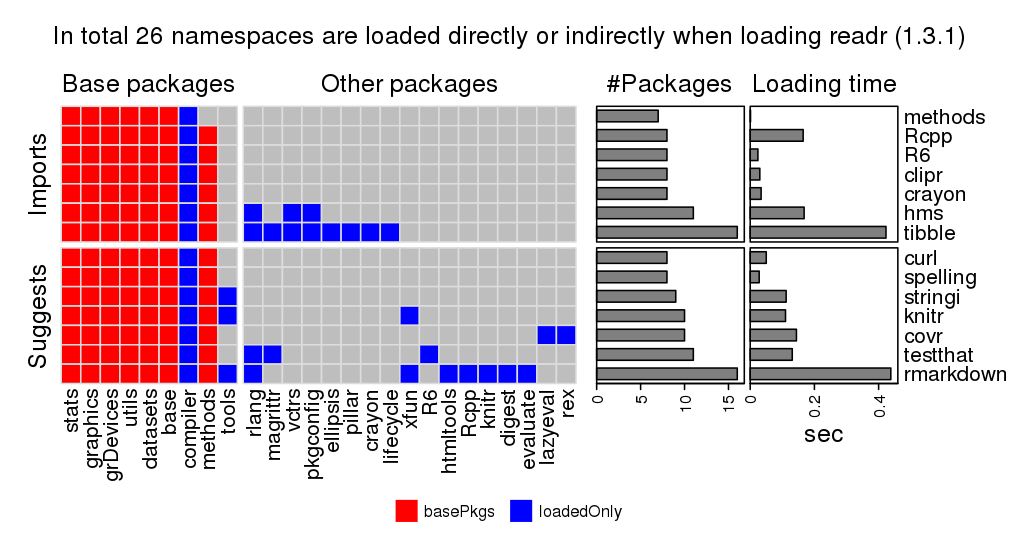 In total 26 namespaces are loaded directly or indirectly when loading readr (1.3.1)
Base packages
Other packages
#Packages
Loading time
Imports
methods
Rcpp
R6
clipr
crayon
hms
tibble
Suggests
curl
spelling
stringi
knitr
covr
testthat
rmarkdown
stats
graphics
grDevices
utils
datasets
base
compiler
methods
tools
rlang
magrittr
vctrs
pkgconfig
ellipsis
pillar
crayon
lifecycle
xfun
R6
htmltools
Rcpp
knitr
digest
evaluate
lazyeval
rex
0
5
10
15
0
0.2
0.4
sec
basePkgs
loadedOnly